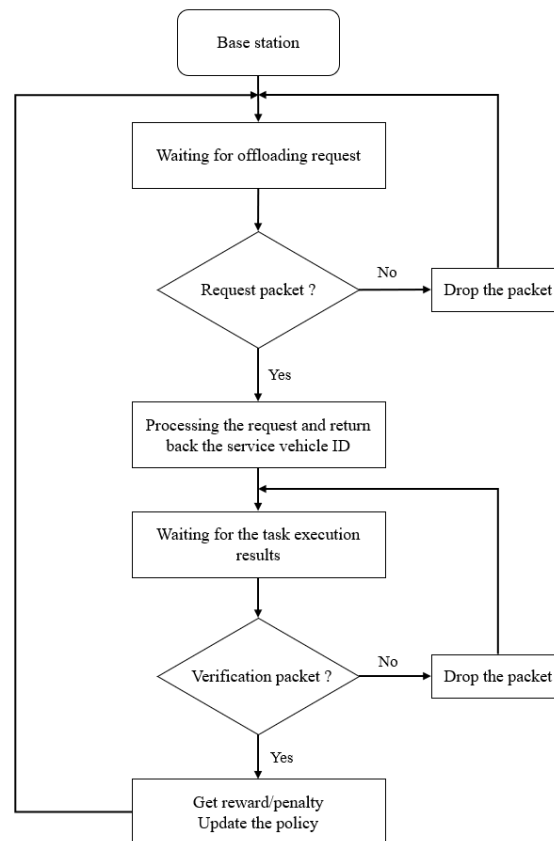 Base station
Waiting for offloading request
Request packet ?
No
Drop the packet
Yes
Processing the request and return
back the service vehicle ID
Waiting for the task execution
results
Verification packet ?
No
Drop the packet
Yes
Get reward/penalty
Update the policy